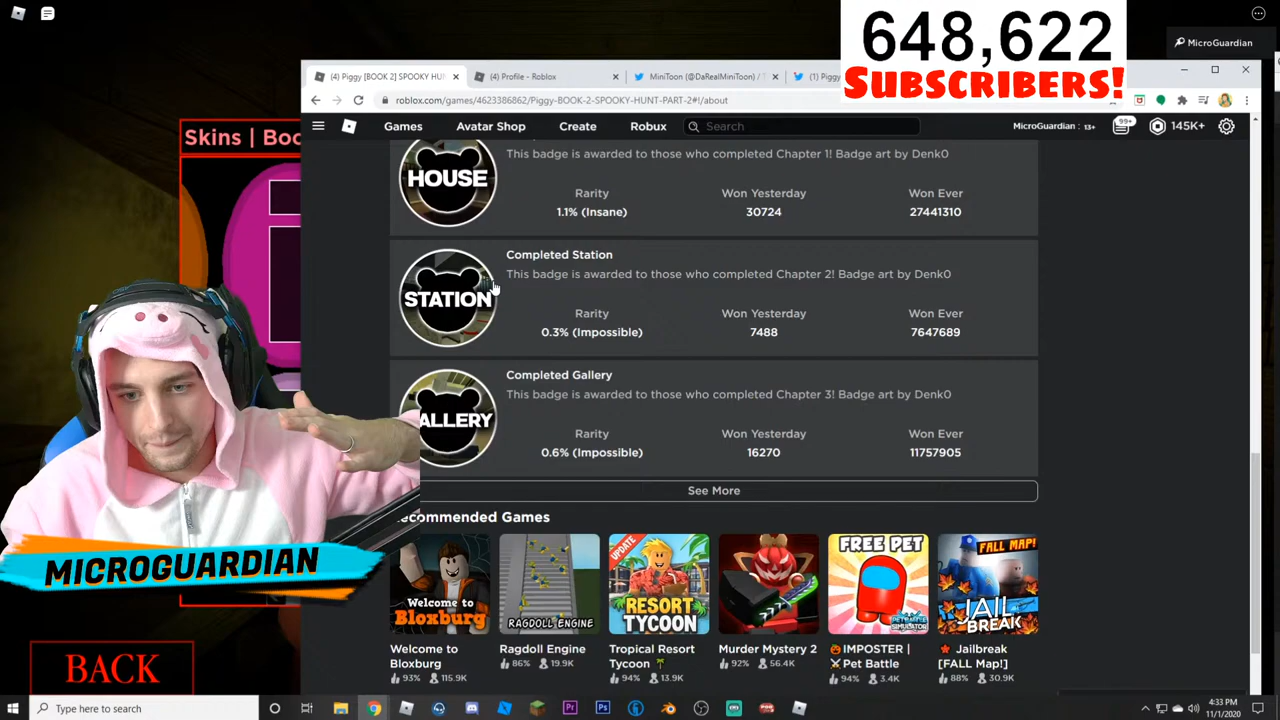 648,622
SUBSCRIBERS!
MicroGuardian
(4) Piggy [BOOK 2] SPOOKY HUN
(4) Profile - Roblox
MiniToon (@DaRealMiniToon) / T
(1) Piggy
roblox.com/games/4623386862/Piggy-BOOK-2-SPOOKY-HUNT-PART-2#!/about
Games
Avatar Shop
Create
Robux
Search
MicroGuardian : 13+
99+
145K+
Skins | Boo
HOUSE
This badge is awarded to those who completed Chapter 1! Badge art by Denk0
Rarity Won Yesterday Won Ever
1.1% (Insane) 30724 27441310
STATION
Completed Station
This badge is awarded to those who completed Chapter 2! Badge art by Denk0
Rarity Won Yesterday Won Ever
0.3% (Impossible) 7488 7647689
ALLERY
Completed Gallery
This badge is awarded to those who completed Chapter 3! Badge art by Denk0
Rarity Won Yesterday Won Ever
0.6% (Impossible) 16270 11757905
See More
MICROGUARDIAN
ecommended Games
Welcome to
Bloxburg
RAGDOLL ENGINE
UPDATE
RESORT
TYCOON
FREE PET
FALL MAP!
JAIL
BREAK
Welcome to
Bloxburg
93% 115.9K
Ragdoll Engine
86% 19.9K
Tropical Resort
Tycoon
94% 13.9K
Murder Mystery 2
92% 56.4K
IMPOSTER |
Pet Battle
94% 3.4K
Jailbreak
[FALL Map!]
88% 30.9K
BACK
Type here to search
4:33 PM
11/1/2020